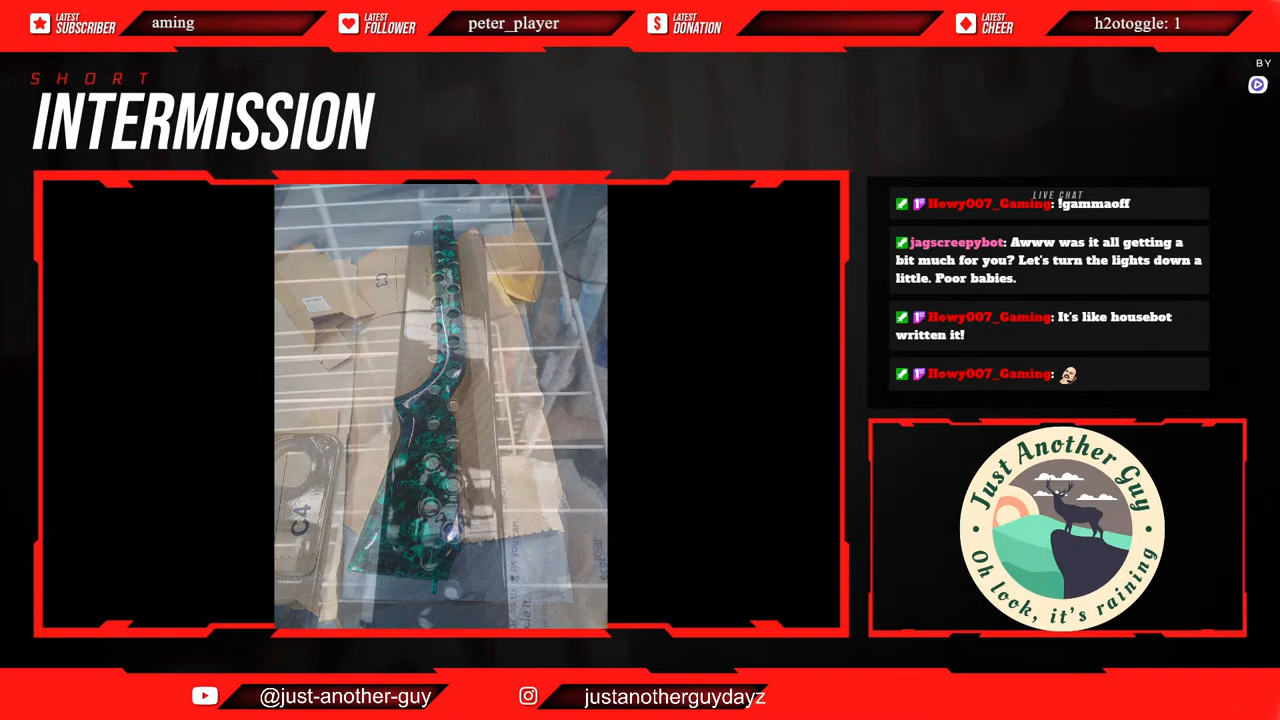 LATEST
SUBSCRIBER
aming
LATEST
FOLLOWER
peter_player
LATEST
DONATION
LATEST
CHEER
h2otoggle: 1
BY
SHORT
INTERMISSION
LIVE CHAT
Howy007_Gaming: !gammaoff
jagscreepybot: Awww was it all getting a
bit much for you? Let's turn the lights down a
little. Poor babies.
Howy007_Gaming: It's like housebot
written it!
Howy007_Gaming:
C3
C4
Just Another Guy
Oh look, it's raining
@just-another-guy
justanotherguydayz